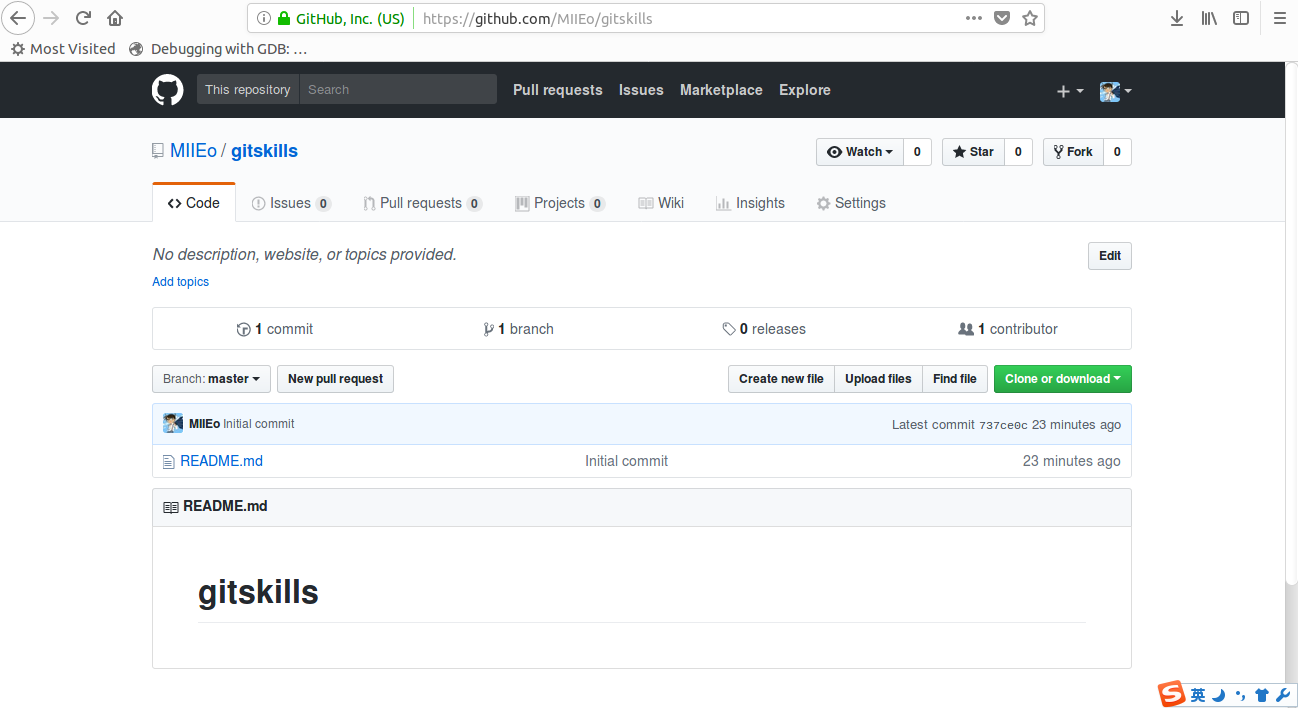 GitHub, Inc. (US) https://github.com/MIIEo/gitskills
Most Visited Debugging with GDB: …
This repository Search Pull requests Issues Marketplace Explore
MIIEo / gitskills Watch 0 Star 0 Fork 0
Code Issues 0 Pull requests 0 Projects 0 Wiki Insights Settings
No description, website, or topics provided. Edit
Add topics
1 commit 1 branch 0 releases 1 contributor
Branch: master New pull request Create new file Upload files Find file Clone or download
MIIEo Initial commit Latest commit 737ce0c 23 minutes ago
README.md Initial commit 23 minutes ago
README.md
gitskills
S 英